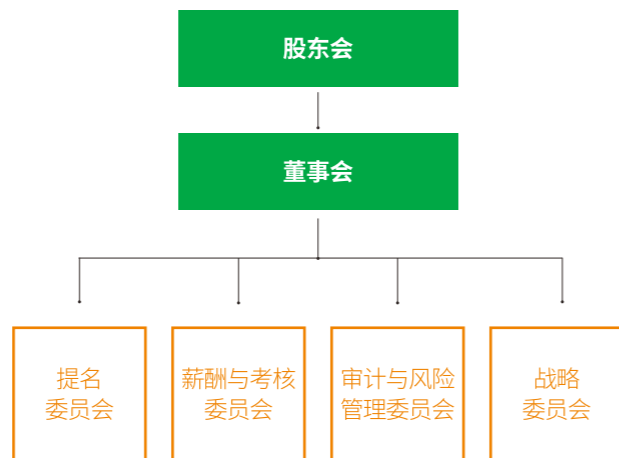 股东会
董事会
提名
委员会
薪酬与考核
委员会
审计与风险
管理委员会
战略
委员会